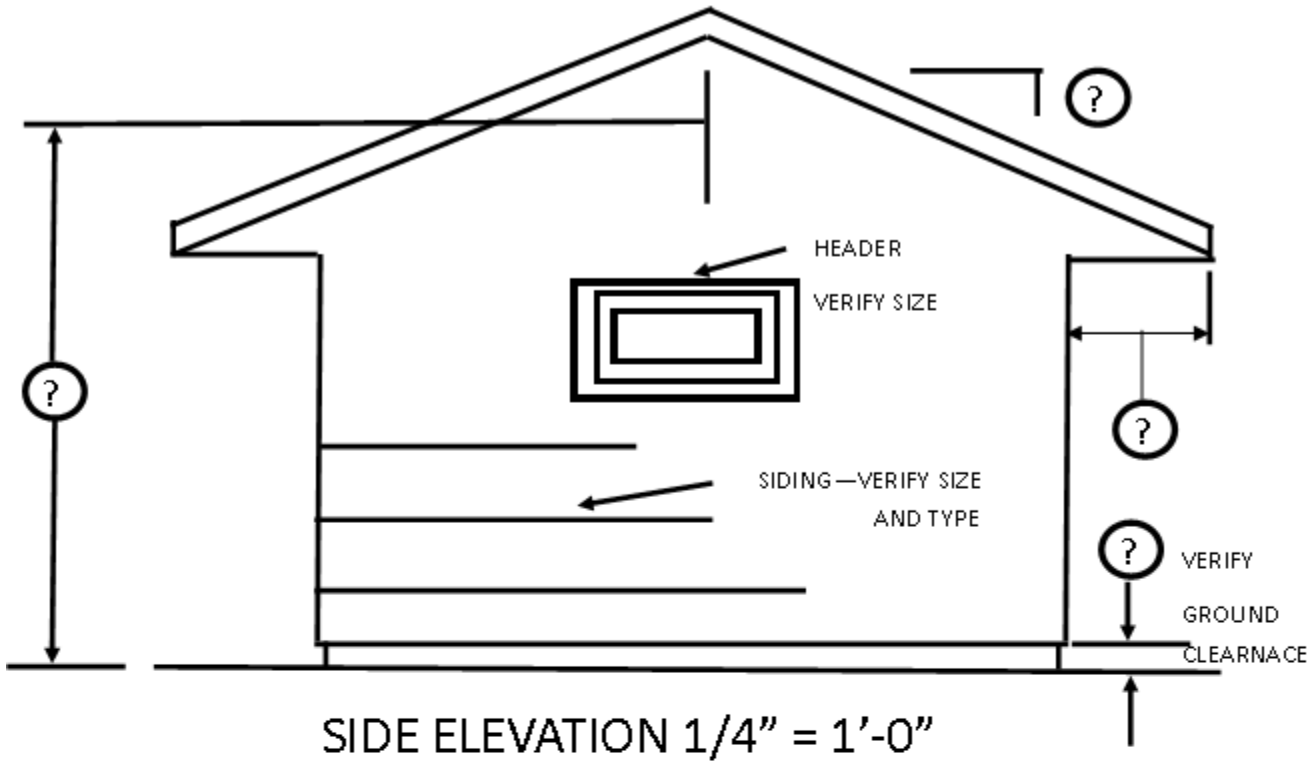 ?
HEADER
VERIFY SIZE
?
?
SIDING—VERIFY SIZE
AND TYPE
?
VERIFY
GROUND
CLEARNACE
SIDE ELEVATION 1/4” = 1’-0”